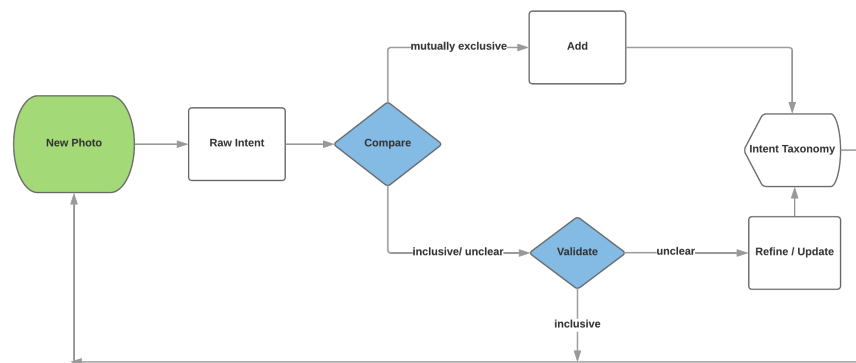 mutually exclusive
Add
New Photo
Raw Intent
Compare
Intent Taxonomy
inclusive/ unclear
Validate
unclear
Refine / Update
inclusive